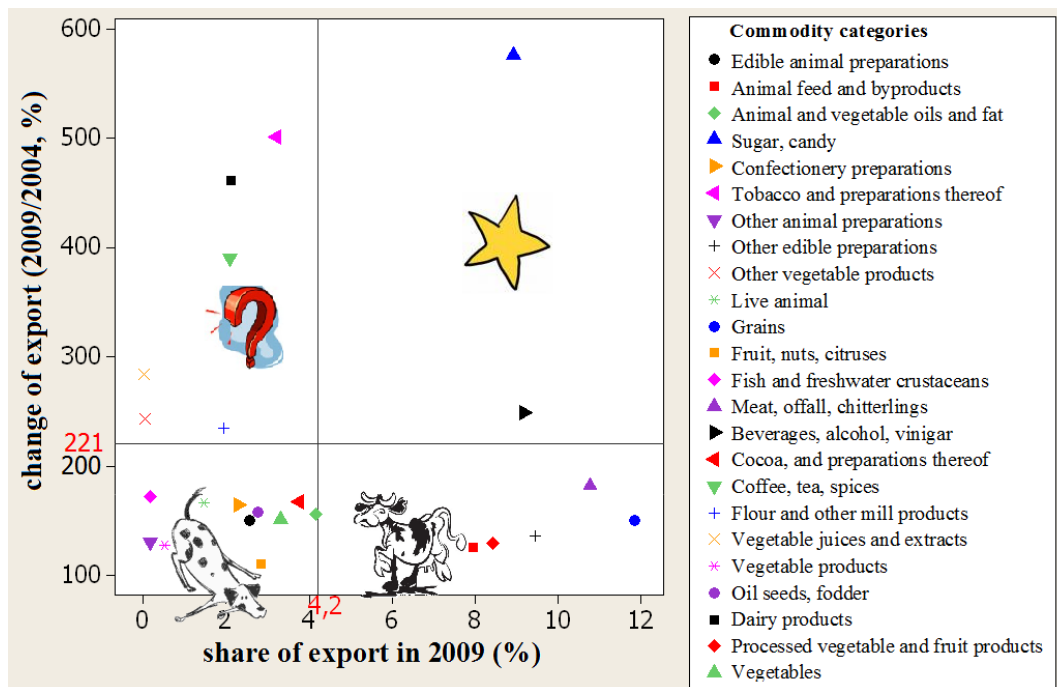 600
500
400
300
221
200
100
change of export (2009/2004, %)
0
2
4
4,2
6
8
10
12
share of export in 2009 (%)
Commodity categories
Edible animal preparations
Animal feed and byproducts
Animal and vegetable oils and fat
Sugar, candy
Confectionery preparations
Tobacco and preparations thereof
Other animal preparations
Other edible preparations
Other vegetable products
Live animal
Grains
Fruit, nuts, citruses
Fish and freshwater crustaceans
Meat, offall, chitterlings
Beverages, alcohol, vinigar
Cocoa, and preparations thereof
Coffee, tea, spices
Flour and other mill products
Vegetable juices and extracts
Vegetable products
Oil seeds, fodder
Dairy products
Processed vegetable and fruit products
Vegetables